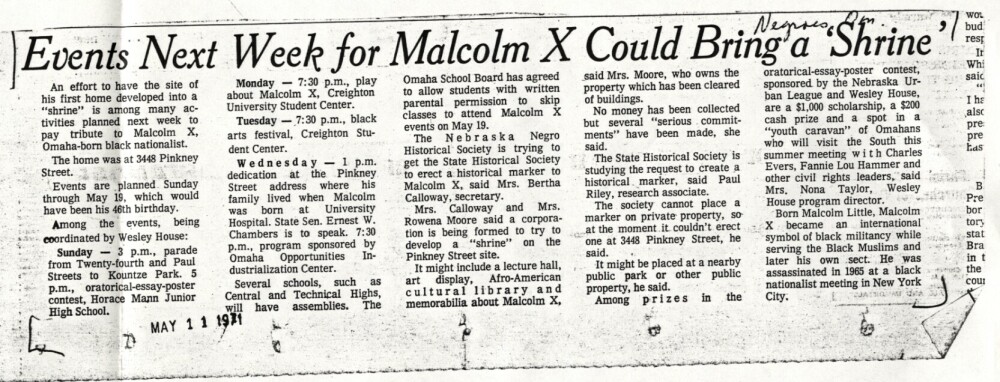 Negroes, Om.
Events Next Week for Malcolm X Could Bring a 'Shrine'
An effort to have the site of
his first home developed into a
"shrine" is among many ac-
tivities planned next week to
pay tribute to Malcolm X,
Omaha-born black nationalist.
The home was at 3448 Pinkney
Street.
Events are planned Sunday
through May 19, which would
have been his 46th birthday.
Among the events, being
coordinated by Wesley House:
Sunday — 3 p.m., parade
from Twenty-fourth and Paul
Streets to Kountze Park. 5
p.m., oratorical-essay-poster
contest, Horace Mann Junior
High School.
Monday — 7:30 p.m., play
about Malcolm X, Creighton
University Student Center.
Tuesday — 7:30 p.m., black
arts festival, Creighton Stu-
dent Center.
Wednesday — 1 p.m.
dedication at the Pinkney
Street address where his
family lived when Malcolm
was born at University
Hospital. State Sen. Ernest W.
Chambers is to speak. 7:30
p.m., program sponsored by
Omaha Opportunities In-
dustrialization Center.
Several schools, such as
Central and Technical Highs,
will have assemblies. The
Omaha School Board has agreed
to allow students with written
parental permission to skip
classes to attend Malcolm X
events on May 19.
The Nebraska Negro
Historical Society is trying to
get the State Historical Society
to erect a historical marker to
Malcolm X, said Mrs. Bertha
Calloway, secretary.
Mrs. Calloway and Mrs.
Rowena Moore said a corpora-
tion is being formed to try to
develop a "shrine" on the
Pinkney Street site.
It might include a lecture hall,
art display, Afro-American
cultural library and
memorabilia about Malcolm X,
said Mrs. Moore, who owns the
property which has been cleared
of buildings.
No money has been collected
but several "serious commit-
ments" have been made, she
said.
The State Historical Society is
studying the request to create a
historical marker, said Paul
Riley, research associate.
The society cannot place a
marker on private property, so
at the moment it couldn't erect
one at 3448 Pinkney Street, he
said.
It might be placed at a nearby
public park or other public
property, he said.
Among prizes in the
oratorical-essay-poster contest,
sponsored by the Nebraska Ur-
ban League and Wesley House,
are a $1,000 scholarship, a $200
cash prize and a spot in a
"youth caravan" of Omahans
who will visit the South this
summer meeting with Charles
Evers, Fannie Lou Hammer and
other civil rights leaders, said
Mrs. Nona Taylor, Wesley
House program director.
Born Malcolm Little, Malcolm
X became an international
symbol of black militancy while
serving the Black Muslims and
later his own sect. He was
assassinated in 1965 at a black
nationalist meeting in New York
City.
MAY 11 1971